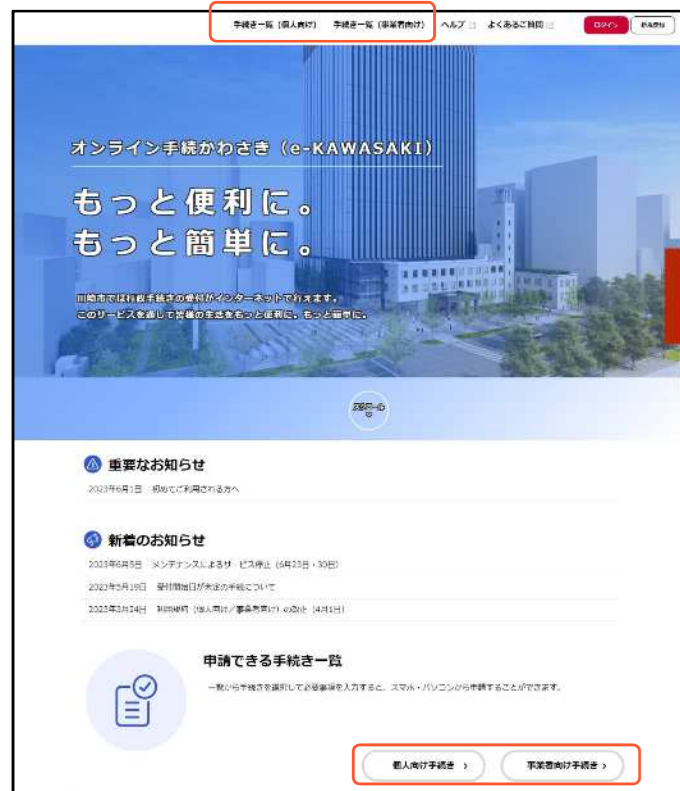 手続き一覧（個人向け） 手続き一覧（事業者向け） ヘルプ よくあるご質問 ログイン 新規登録
オンライン手続かわさき（e-KAWASAKI）
もっと便利に。
もっと簡単に。
川崎市では行政手続きの受付がインターネットで行えます。
このサービスを通して皆様の生活をもっと便利に。もっと簡単に。
スクロール
重要なお知らせ
2023年6月1日 初めてご利用される方へ
新着のお知らせ
2023年6月5日 メンテナンスによるサービス停止（6月23日・30日）
2023年5月19日 受付開始日が未定の手続について
2023年3月24日 利用規約（個人向け／事業者向け）の改正（4月1日）
申請できる手続き一覧
一覧から手続きを選択して必要事項を入力すると、スマホ・パソコンから申請することができます。
個人向け手続き › 事業者向け手続き ›